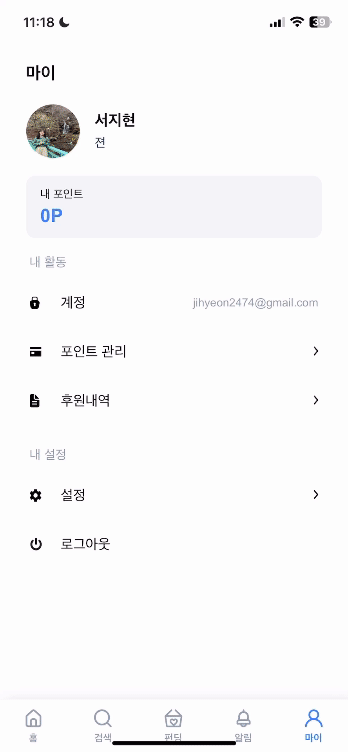 11:18
39
마이
서지현
젼
내 포인트
0P
내 활동
계정 jihyeon2474@gmail.com
포인트 관리
후원내역
내 설정
설정
로그아웃
홈 검색 펀딩 알림 마이